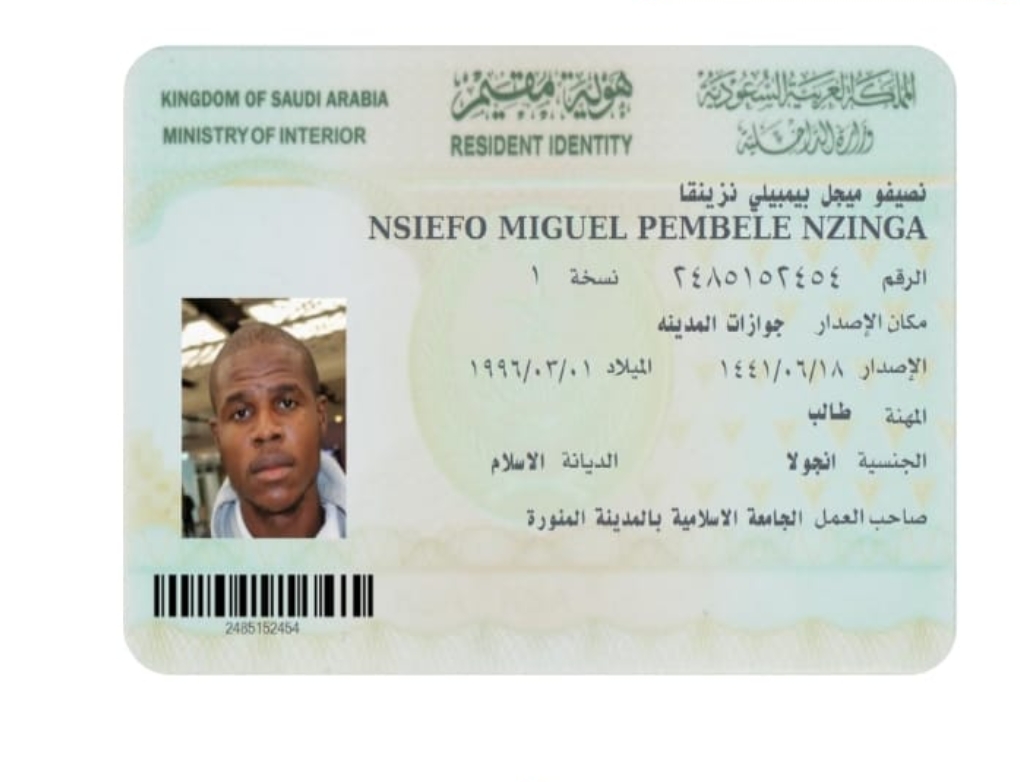 KINGDOM OF SAUDI ARABIA
MINISTRY OF INTERIOR
هوية مقيم
RESIDENT IDENTITY
المملكة العربية السعودية
وزارة الداخلية
نصيفو ميجل بيمبيلي نزينقا
NSIEFO MIGUEL PEMBELE NZINGA
الرقم ٢٤٨٥١٥٢٤٥٤ نسخة ١
مكان الإصدار جوازات المدينه
الإصدار ١٤٤١/٠٦/١٨ الميلاد ١٩٩٦/٠٣/٠١
المهنة طالب
الجنسية انجولا الديانة الاسلام
صاحب العمل الجامعة الاسلامية بالمدينة المنورة
2485152454